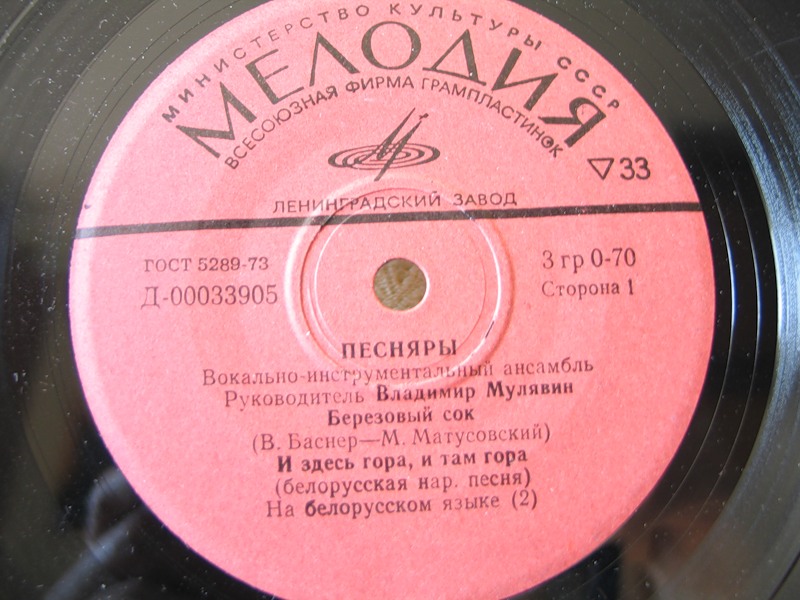 МИНИСТЕРСТВО КУЛЬТУРЫ СССР
МЕЛОДИЯ
ВСЕСОЮЗНАЯ ФИРМА ГРАМПЛАСТИНОК
▽33
ЛЕНИНГРАДСКИЙ ЗАВОД
ГОСТ 5289-73
3 гр 0-70
Д-00033905
Сторона 1
ПЕСНЯРЫ
Вокально-инструментальный ансамбль
Руководитель Владимир Мулявин
Березовый сок
(В. Баснер—М. Матусовский)
И здесь гора, и там гора
(белорусская нар. песня)
На белорусском языке (2)